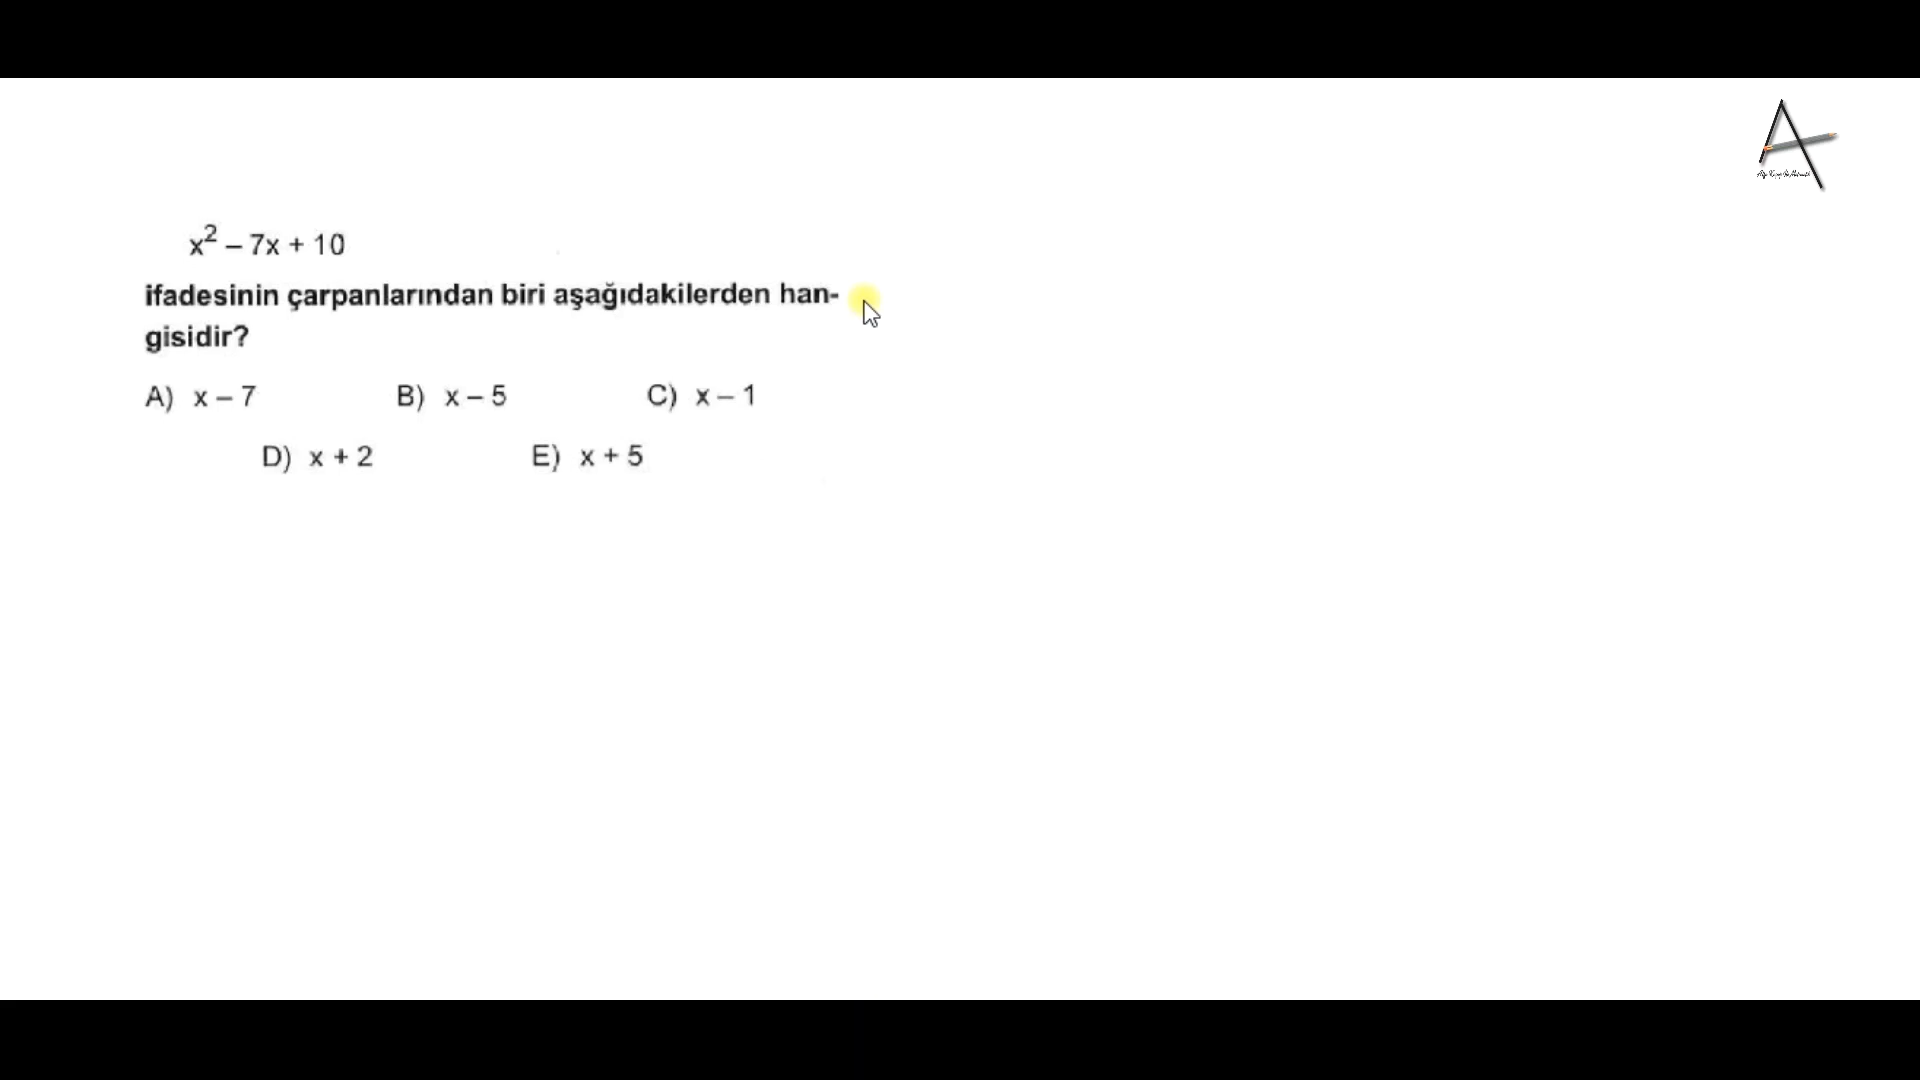 x² – 7x + 10
ifadesinin çarpanlarından biri aşağıdakilerden han-
gisidir?
A) x – 7 B) x – 5 C) x – 1
D) x + 2 E) x + 5